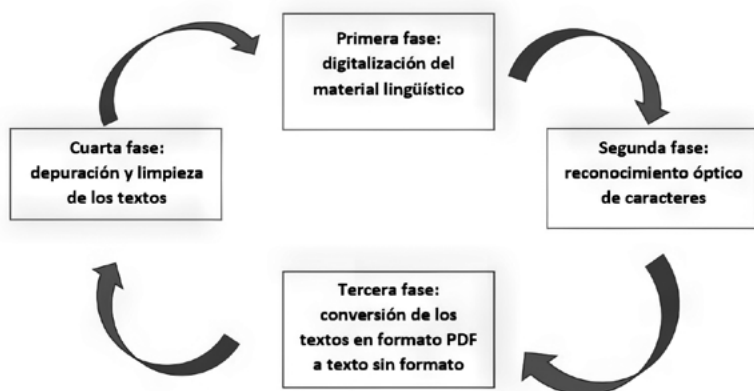 Primera fase:
digitalización del
material lingüístico
Segunda fase:
reconocimiento óptico
de caracteres
Tercera fase:
conversión de los
textos en formato PDF
a texto sin formato
Cuarta fase:
depuración y limpieza
de los textos